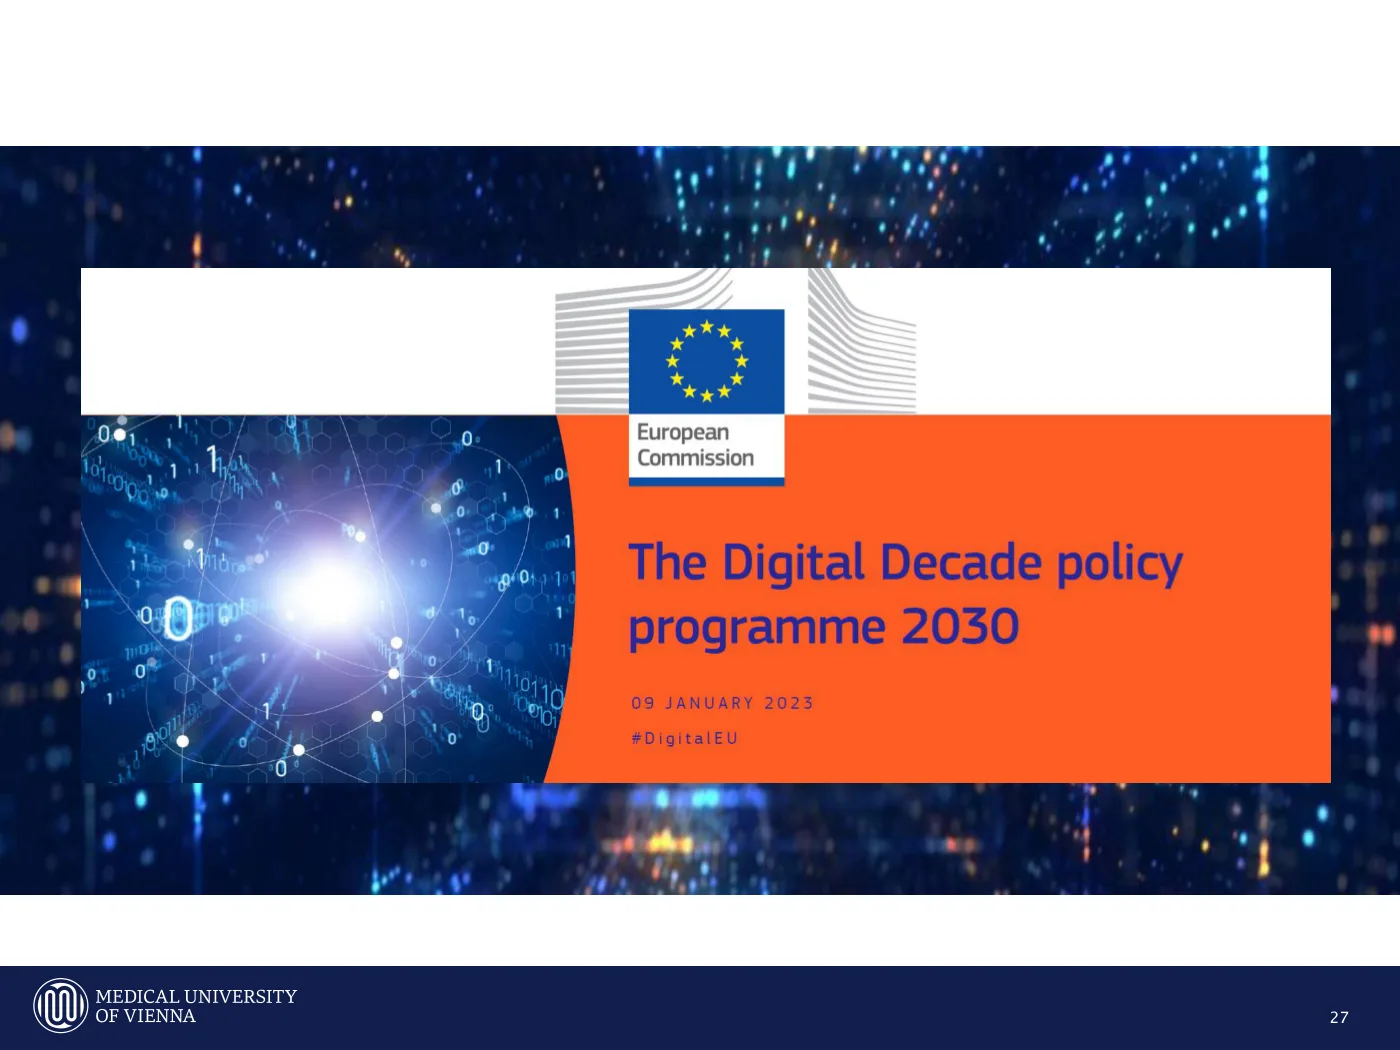 European
Commission
The Digital Decade policy
programme 2030
09 JANUARY 2023
#DigitalEU
MEDICAL UNIVERSITY
OF VIENNA
27